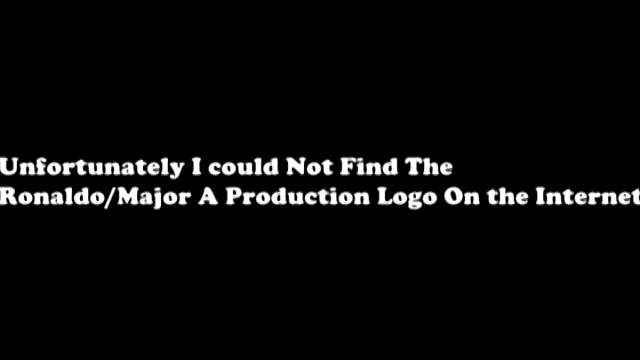 Unfortunately I could Not Find The
Ronaldo/Major A Production Logo On the Internet